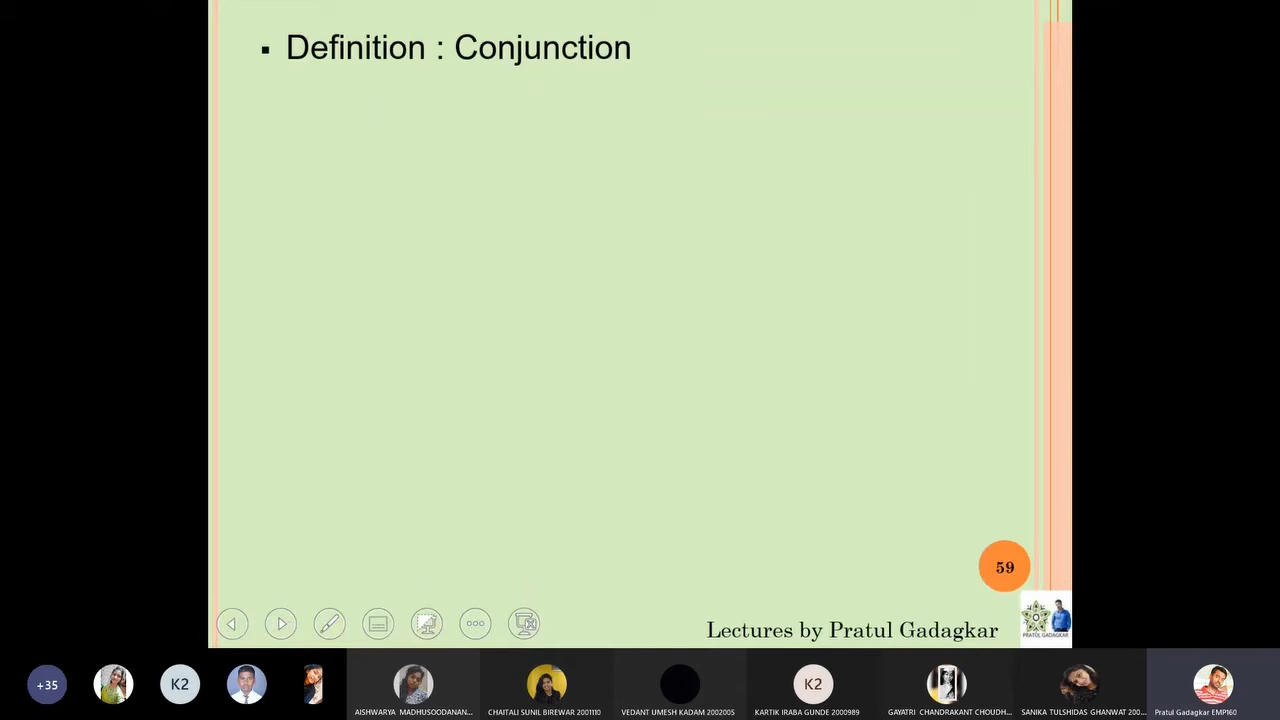 ▪ Definition : Conjunction
59
Lectures by Pratul Gadagkar
PRATUL GADAGKAR
+35
K2
K2
AISHWARYA MADHUSOODANAN...
CHAITALI SUNIL BIREWAR 2001110
VEDANT UMESH KADAM 2002005
KARTIK IRABA GUNDE 2000989
GAYATRI CHANDRAKANT CHOUDH...
SANIKA TULSHIDAS GHANWAT 200...
Pratul Gadagkar EMP160